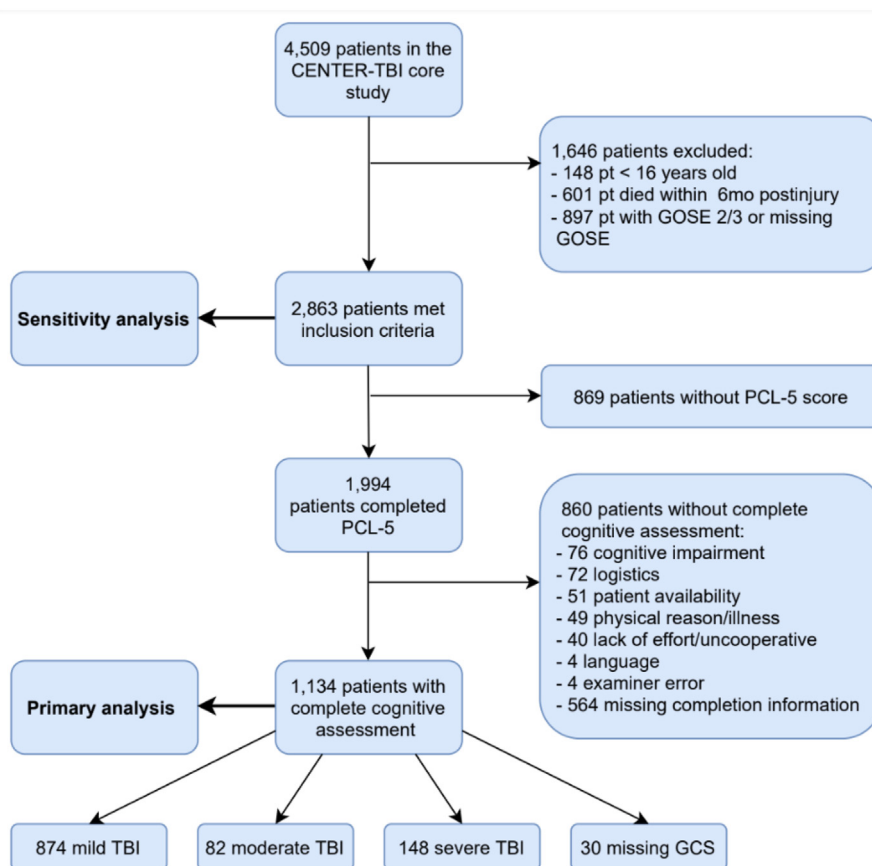 4,509 patients in the
CENTER-TBI core
study
1,646 patients excluded:
- 148 pt < 16 years old
- 601 pt died within 6mo postinjury
- 897 pt with GOSE 2/3 or missing
GOSE
Sensitivity analysis
2,863 patients met
inclusion criteria
869 patients without PCL-5 score
1,994
patients completed
PCL-5
860 patients without complete
cognitive assessment:
- 76 cognitive impairment
- 72 logistics
- 51 patient availability
- 49 physical reason/illness
- 40 lack of effort/uncooperative
- 4 language
- 4 examiner error
- 564 missing completion information
Primary analysis
1,134 patients with
complete cognitive
assessment
874 mild TBI
82 moderate TBI
148 severe TBI
30 missing GCS